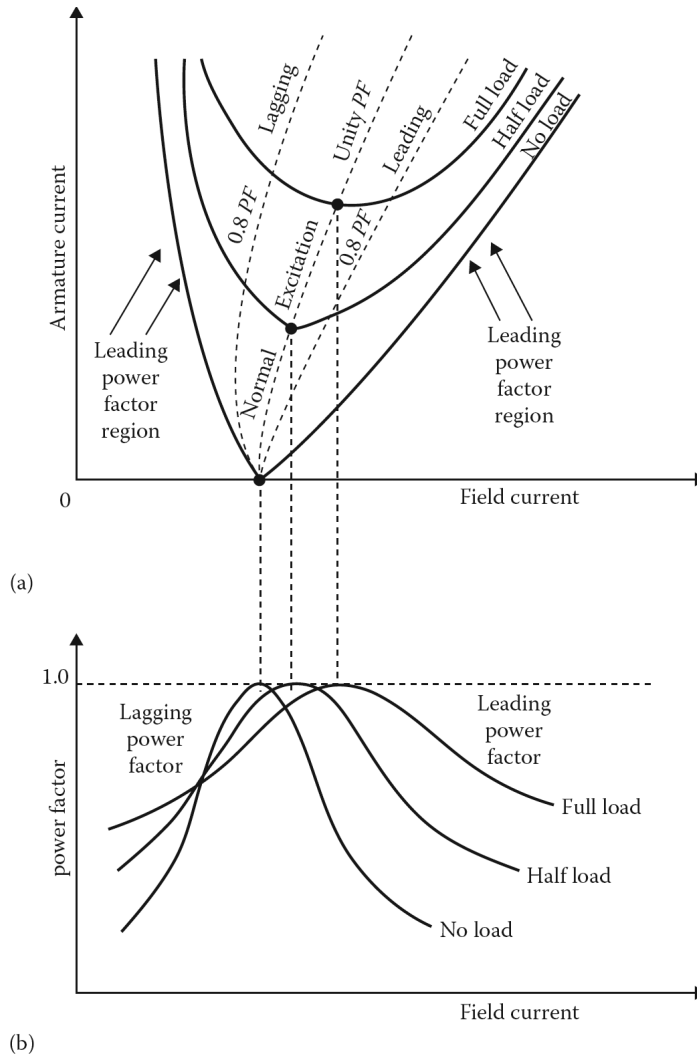 Armature current
Lagging
0.8 PF
Unity PF
Excitation
Normal
Leading
0.8 PF
Full load
Half load
No load
Leading
power
factor
region
Leading
power
factor
region
0
Field current
(a)
1.0
Lagging
power
factor
Leading
power
factor
power factor
Full load
Half load
No load
Field current
(b)